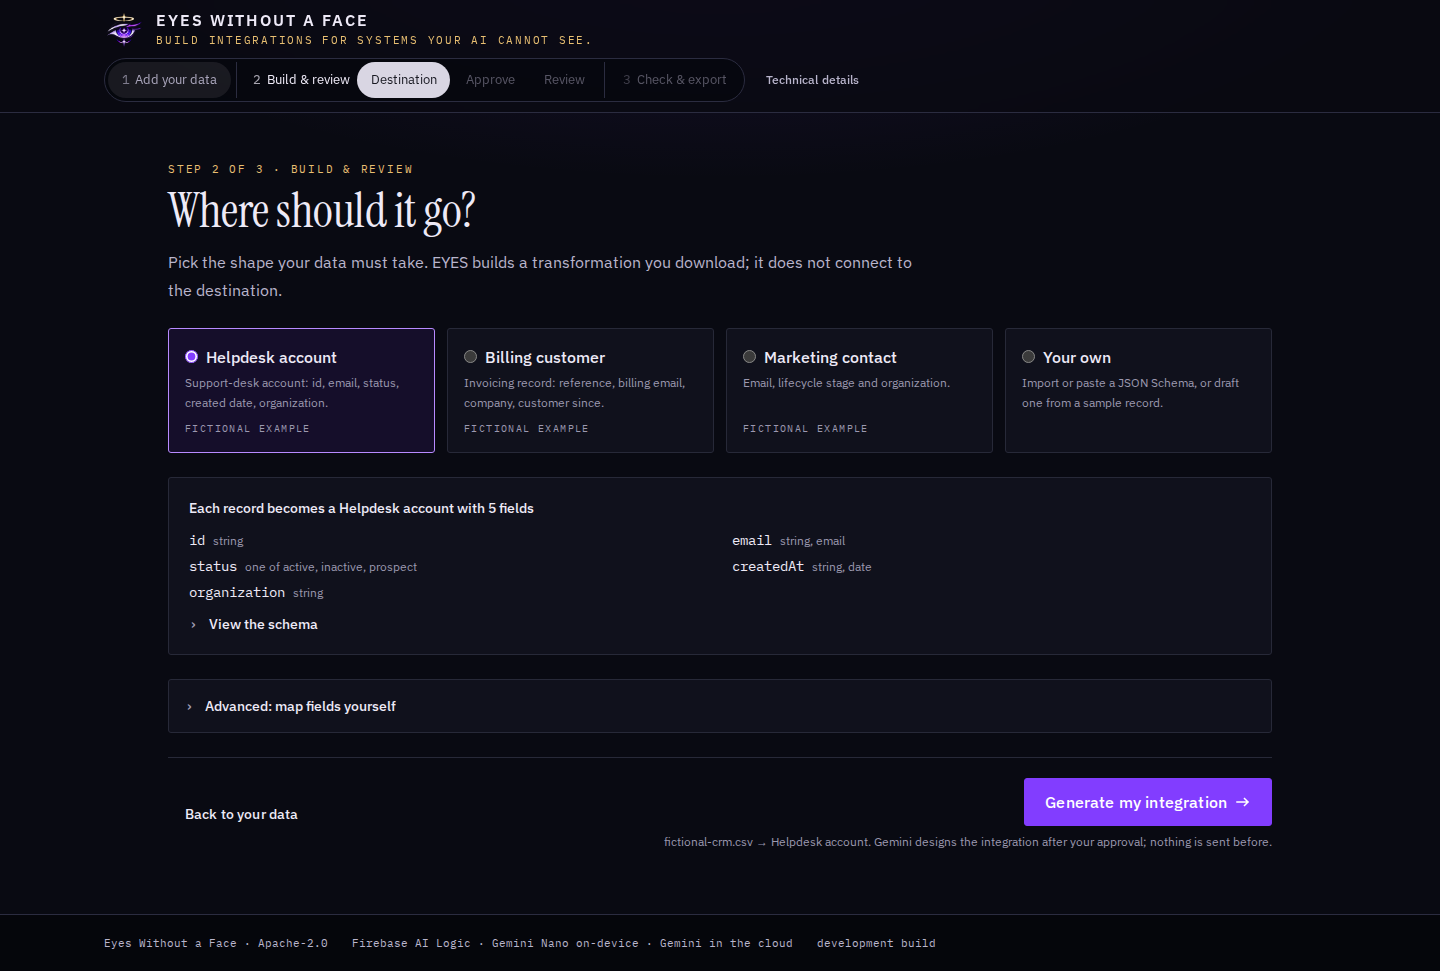 EYES WITHOUT A FACE
BUILD INTEGRATIONS FOR SYSTEMS YOUR AI CANNOT SEE.
1 Add your data 2 Build & review Destination Approve Review 3 Check & export Technical details
STEP 2 OF 3 · BUILD & REVIEW
Where should it go?
Pick the shape your data must take. EYES builds a transformation you download; it does not connect to
the destination.
Helpdesk account
Support-desk account: id, email, status,
created date, organization.
FICTIONAL EXAMPLE
Billing customer
Invoicing record: reference, billing email,
company, customer since.
FICTIONAL EXAMPLE
Marketing contact
Email, lifecycle stage and organization.
FICTIONAL EXAMPLE
Your own
Import or paste a JSON Schema, or draft
one from a sample record.
Each record becomes a Helpdesk account with 5 fields
id string
email string, email
status one of active, inactive, prospect
createdAt string, date
organization string
› View the schema
› Advanced: map fields yourself
Back to your data
Generate my integration →
fictional-crm.csv → Helpdesk account. Gemini designs the integration after your approval; nothing is sent before.
Eyes Without a Face · Apache-2.0 Firebase AI Logic · Gemini Nano on-device · Gemini in the cloud development build